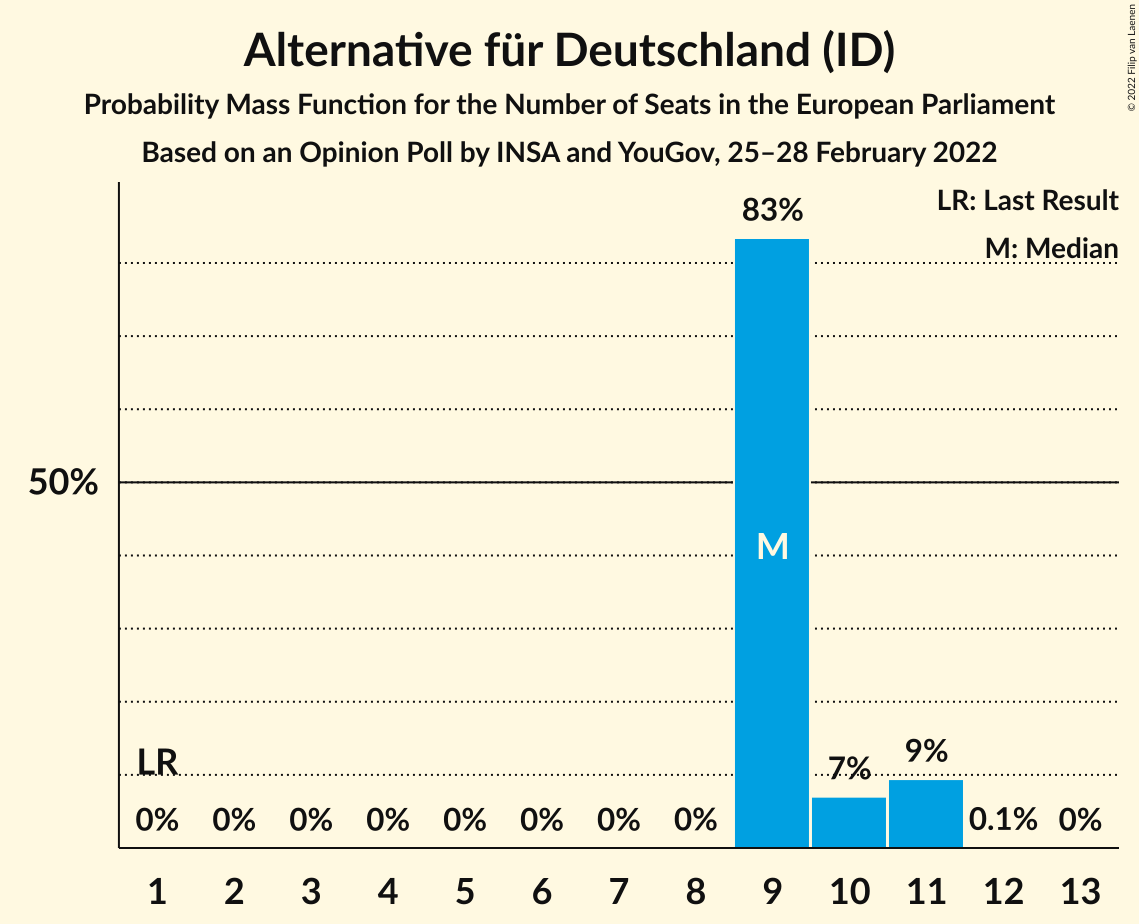 Alternative für Deutschland (ID)
Probability Mass Function for the Number of Seats in the European Parliament
Based on an Opinion Poll by INSA and YouGov, 25–28 February 2022
© 2022 Filip van Laenen
LR: Last Result
M: Median
83%
50%
M
LR
7%
9%
0% 0% 0% 0% 0% 0% 0% 0% 0.1% 0%
1 2 3 4 5 6 7 8 9 10 11 12 13